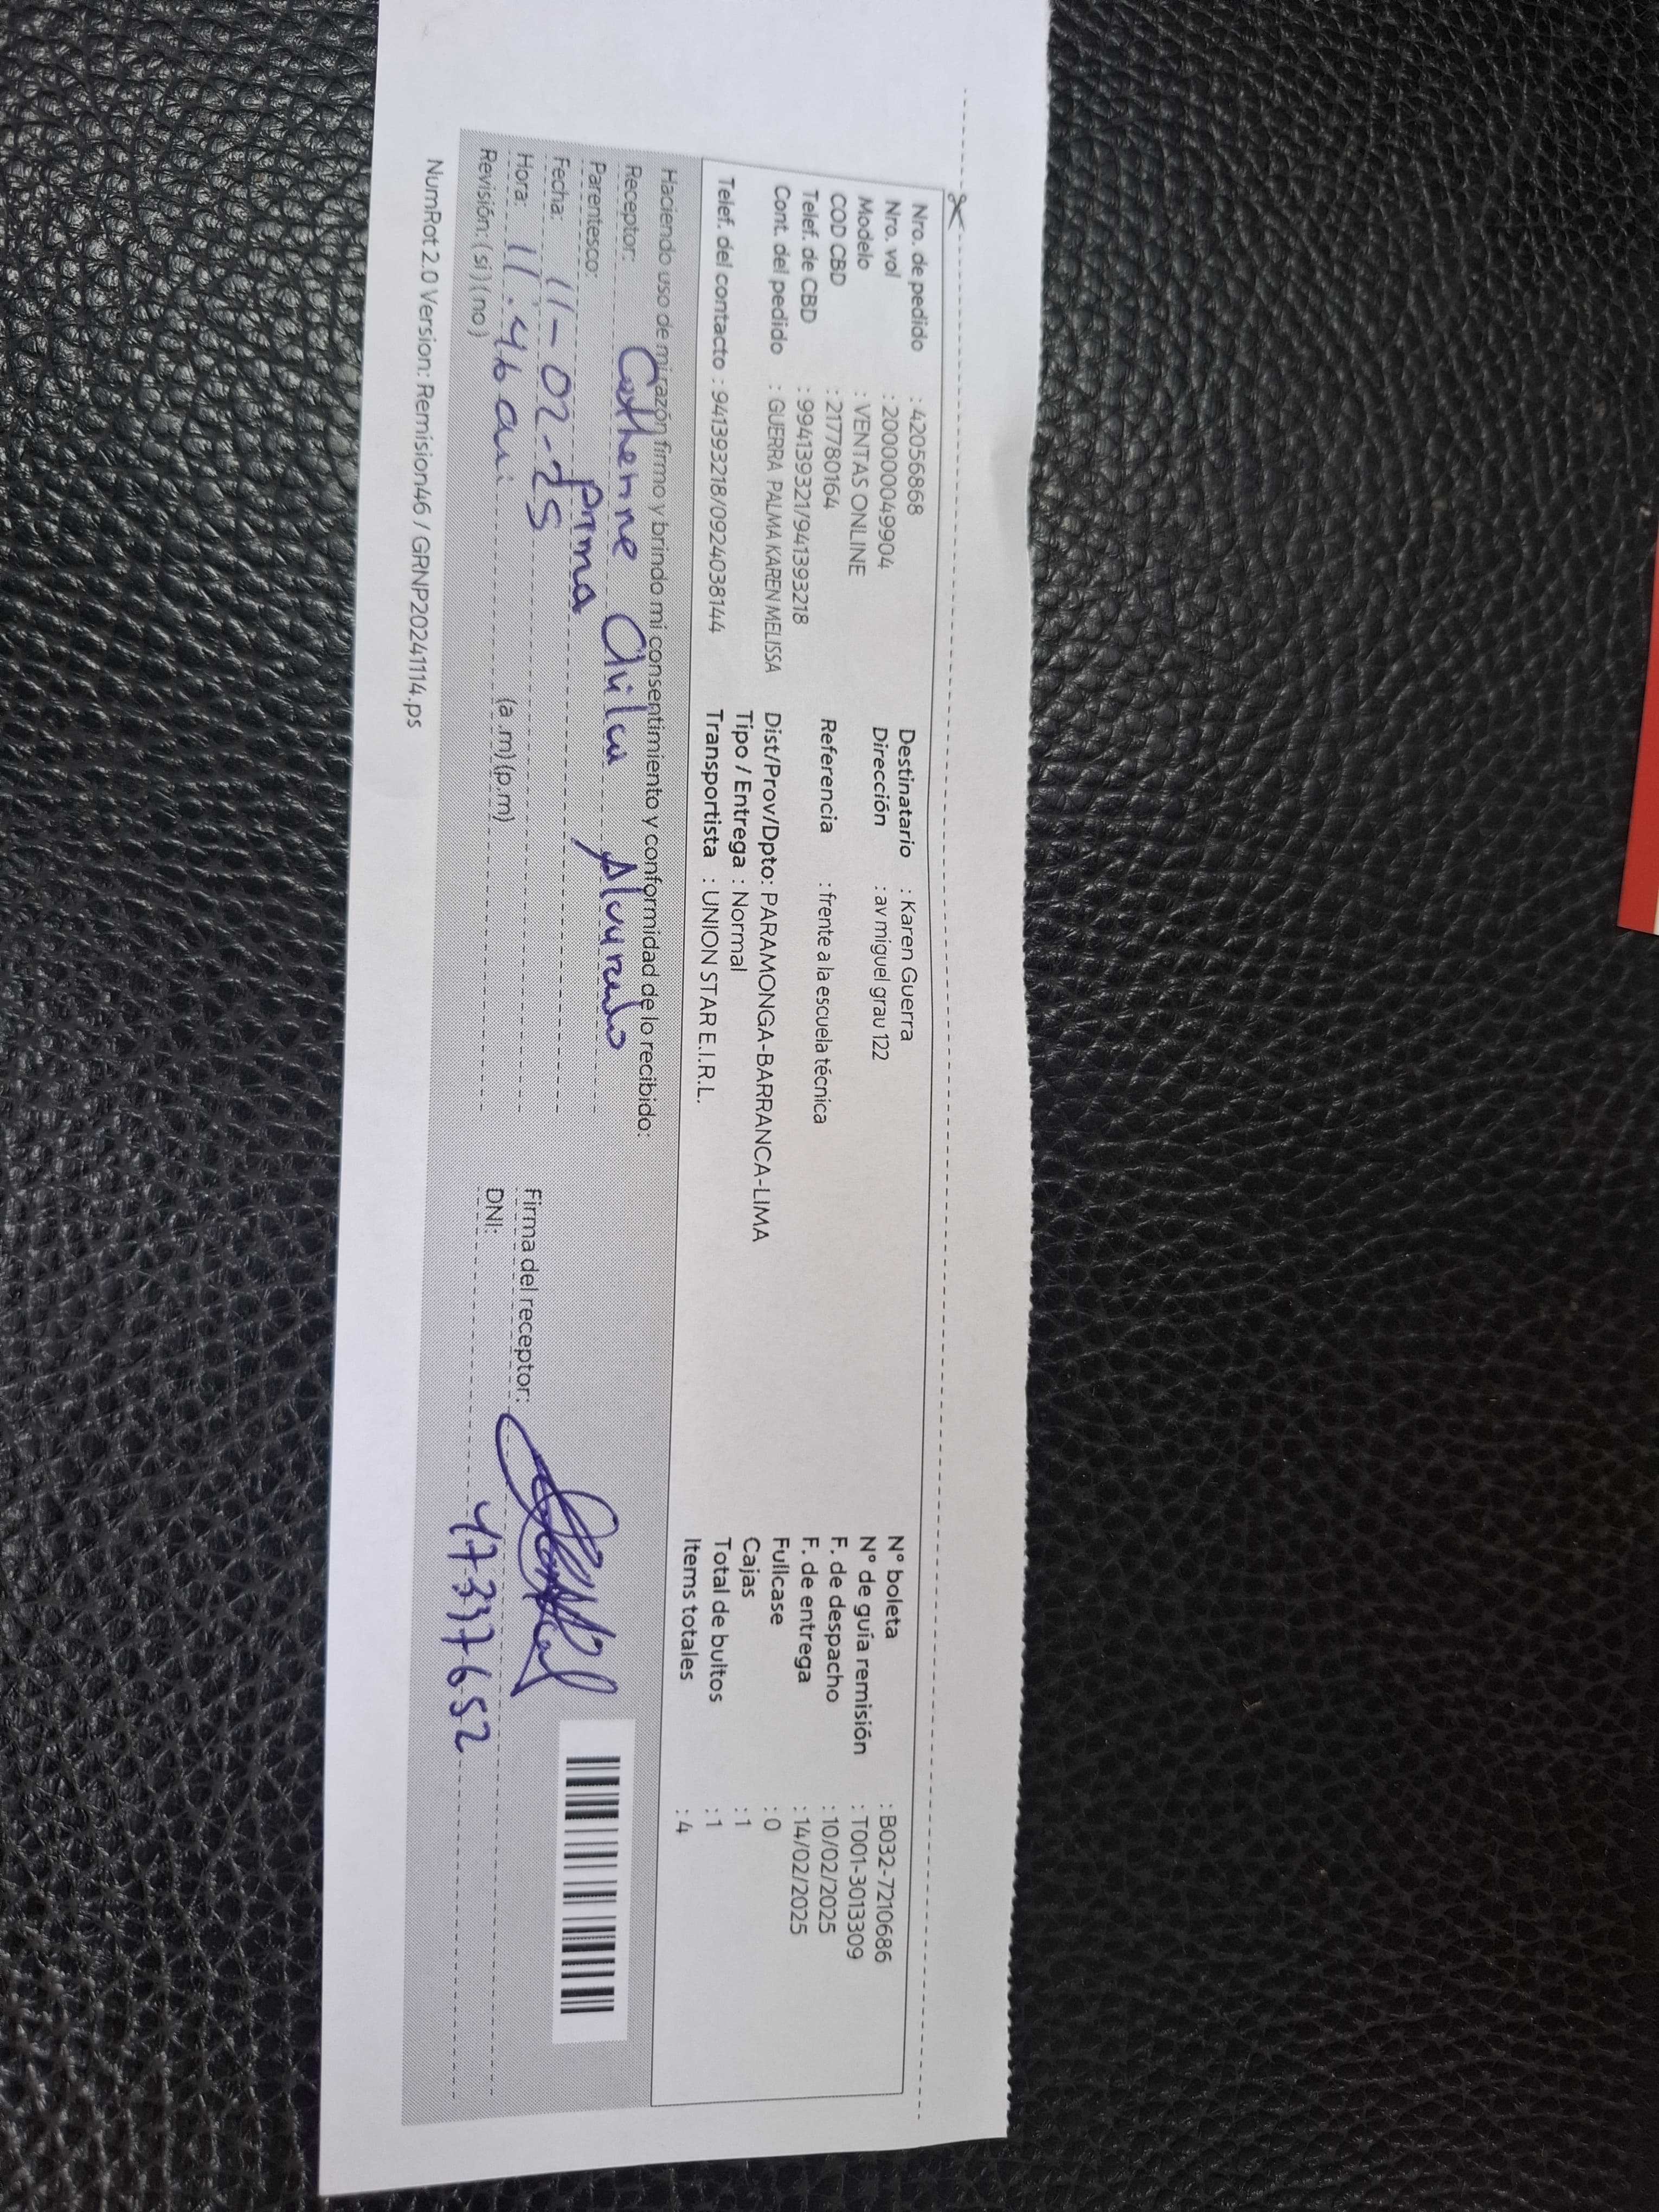 Nro. de pedido : 42056868
Nro. vol : 20000049904
Modelo : VENTAS ONLINE
COD CBD : 217780164
Telef. de CBD : 994139321/941393218
Cont. del pedido : GUERRA PALMA KAREN MELISSA
Telef. del contacto : 941393218/0924038144
Destinatario : Karen Guerra
Dirección : av miguel grau 122
Referencia : frente a la escuela técnica
Dist/Prov/Dpto: PARAMONGA-BARRANCA-LIMA
Tipo / Entrega : Normal
Transportista : UNION STAR E.I.R.L.
N° boleta : B032-7210686
N° de guía remisión : T001-3013309
F. de despacho : 10/02/2025
F. de entrega : 14/02/2025
Fullcase : 0
Cajas : 1
Total de bultos : 1
Items totales : 4
Haciendo uso de mi razón firmo y brindo mi consentimiento y conformidad de lo recibido:
Receptor: Catherine Avila Alvarado
Parentesco: Prima
Fecha: 11-02-25
Hora: 11:46 am (a.m) (p.m)
Revisión: ( si ) ( no )
Firma del receptor:
DNI: 47337652
NumRot 2.0 Version: Remision46 / GRNP20241114.ps